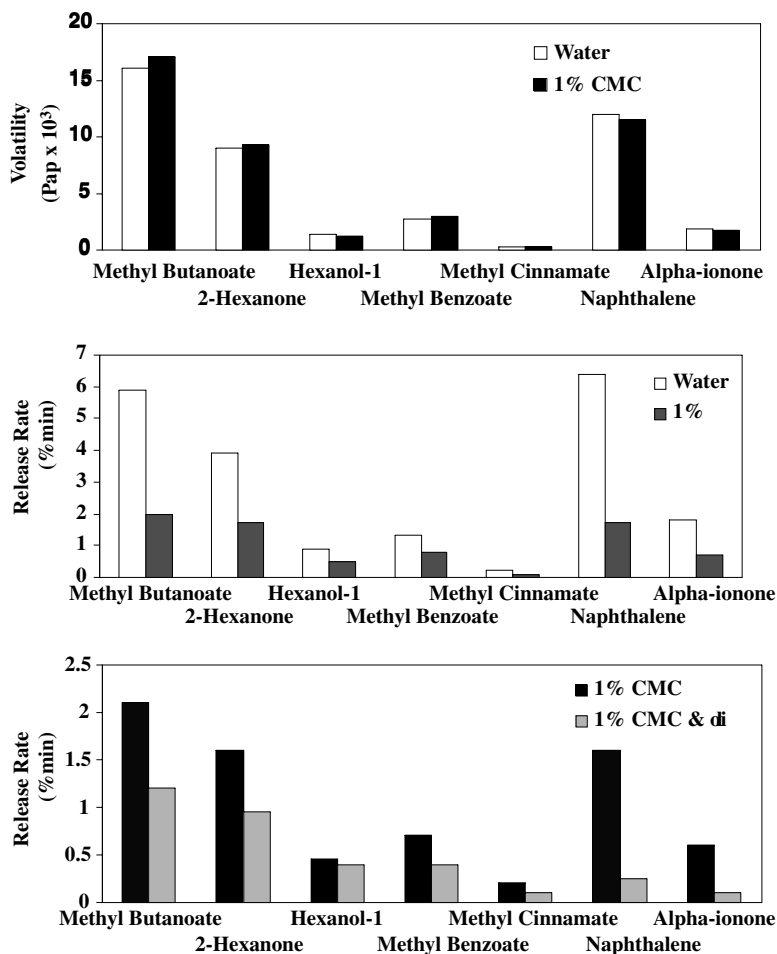 20
15
10
5
0
Volatility
(Pap x 10³)
Water
1% CMC
Methyl Butanoate Hexanol-1 Methyl Cinnamate Alpha-ionone
2-Hexanone Methyl Benzoate Naphthalene
7
6
5
4
3
2
1
0
Release Rate
(%min)
Water
1%
Methyl Butanoate Hexanol-1 Methyl Cinnamate Alpha-ionone
2-Hexanone Methyl Benzoate Naphthalene
2.5
2
1.5
1
0.5
0
Release Rate
(%min)
1% CMC
1% CMC & di
Methyl Butanoate Hexanol-1 Methyl Cinnamate Alpha-ionone
2-Hexanone Methyl Benzoate Naphthalene